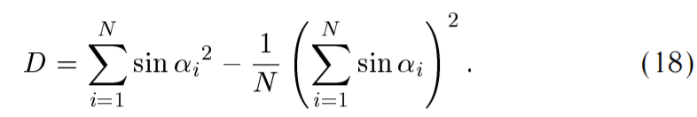 D = \sum_{i=1}^{N} \sin {\alpha_i}^2 - \frac{1}{N} \left( \sum_{i=1}^{N} \sin \alpha_i \right)^2 . (18)